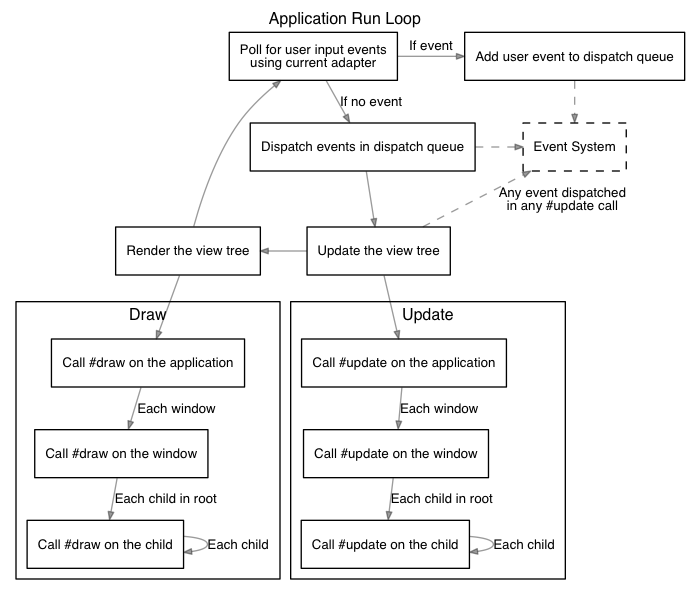 Application Run Loop
Poll for user input events
using current adapter
If event
Add user event to dispatch queue
If no event
Dispatch events in dispatch queue
Event System
Any event dispatched
in any #update call
Render the view tree
Update the view tree
Draw
Call #draw on the application
Each window
Call #draw on the window
Each child in root
Call #draw on the child
Each child
Update
Call #update on the application
Each window
Call #update on the window
Each child in root
Call #update on the child
Each child